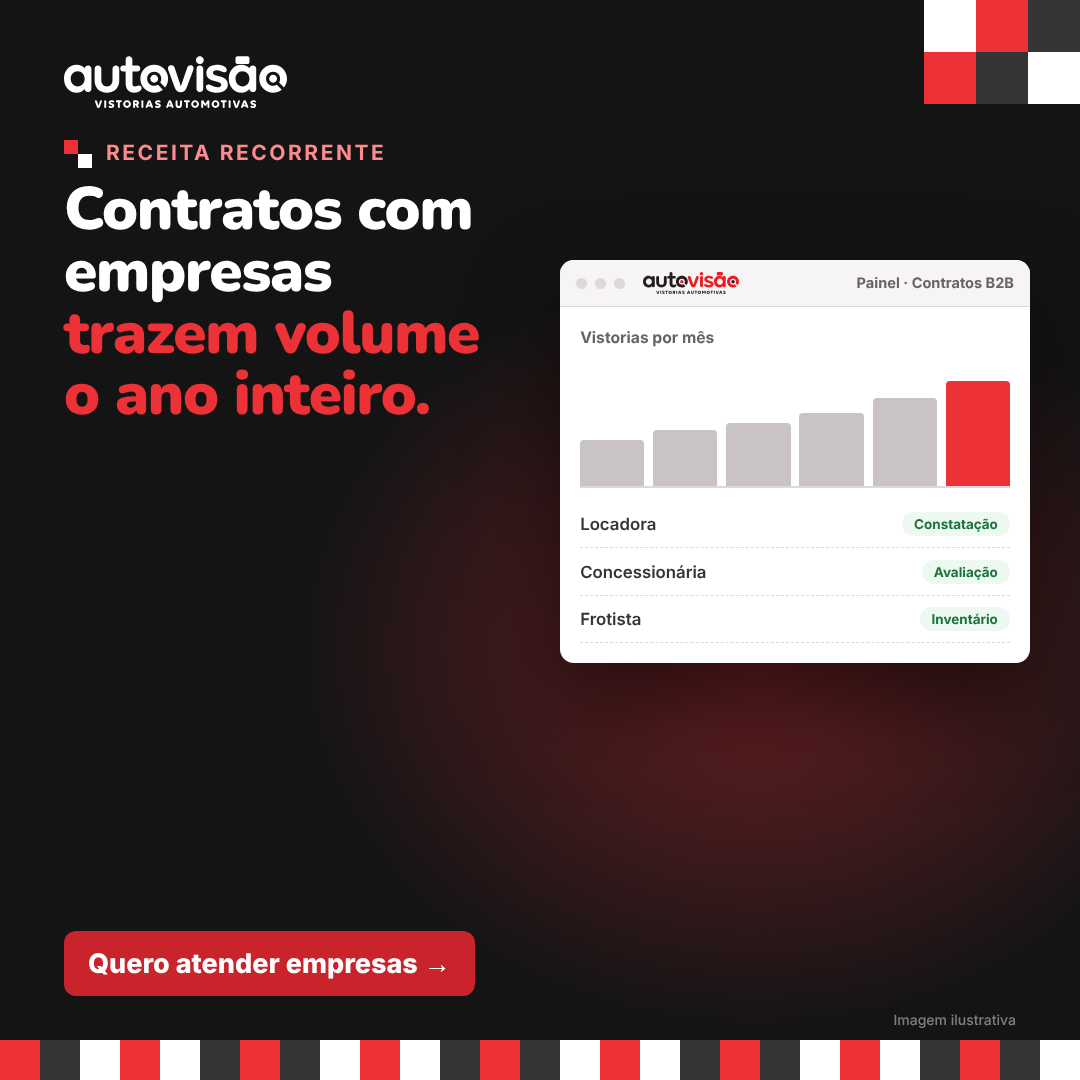 autovisão
VISTORIAS AUTOMOTIVAS
RECEITA RECORRENTE
Contratos com
empresas
trazem volume
o ano inteiro.
autovisão
VISTORIAS AUTOMOTIVAS
Painel · Contratos B2B
Vistorias por mês
Locadora
Constatação
Concessionária
Avaliação
Frotista
Inventário
Quero atender empresas →
Imagem ilustrativa